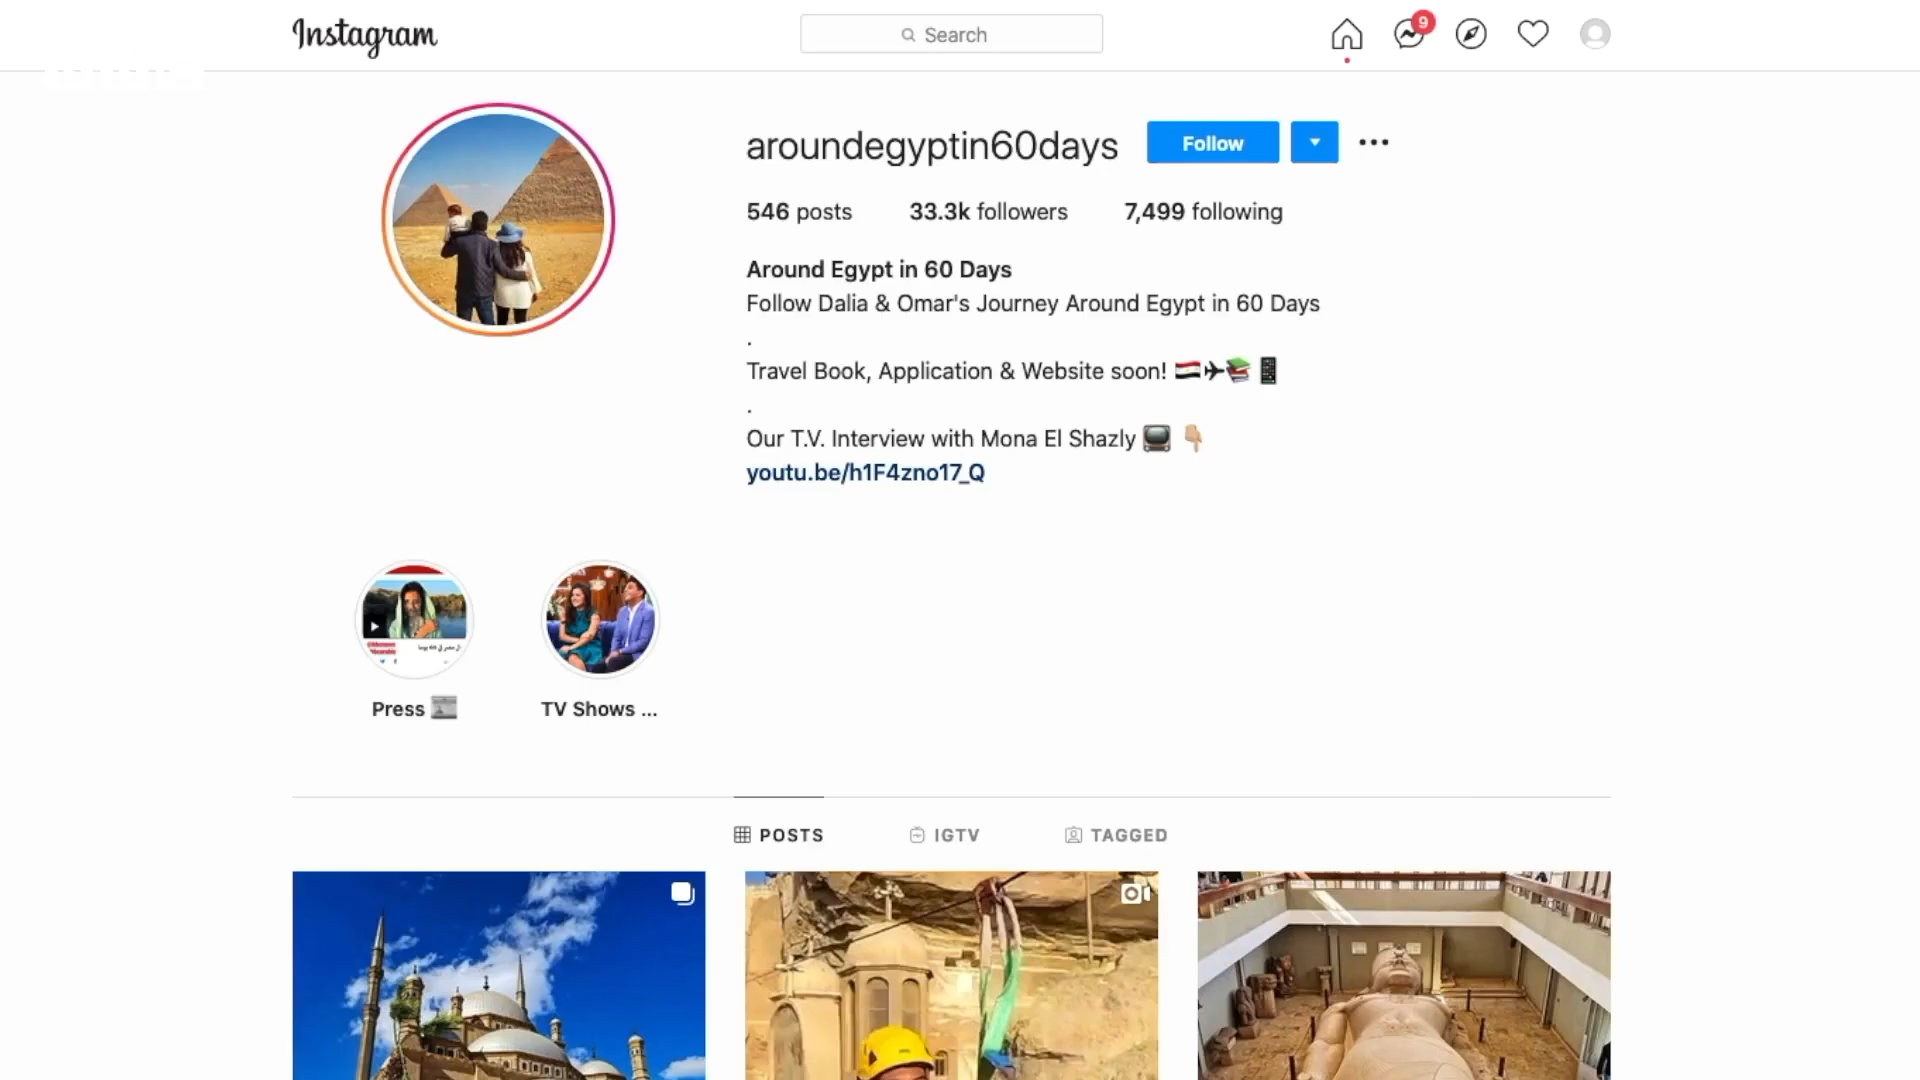 Instagram
Search
9
aroundegyptin60days
Follow
546 posts 33.3k followers 7,499 following
Around Egypt in 60 Days
Follow Dalia & Omar's Journey Around Egypt in 60 Days
.
Travel Book, Application & Website soon! 🇪🇬✈📚📱
.
Our T.V. Interview with Mona El Shazly 📺 👇🏼
youtu.be/h1F4zno17_Q
Press 📰
TV Shows ...
POSTS IGTV TAGGED